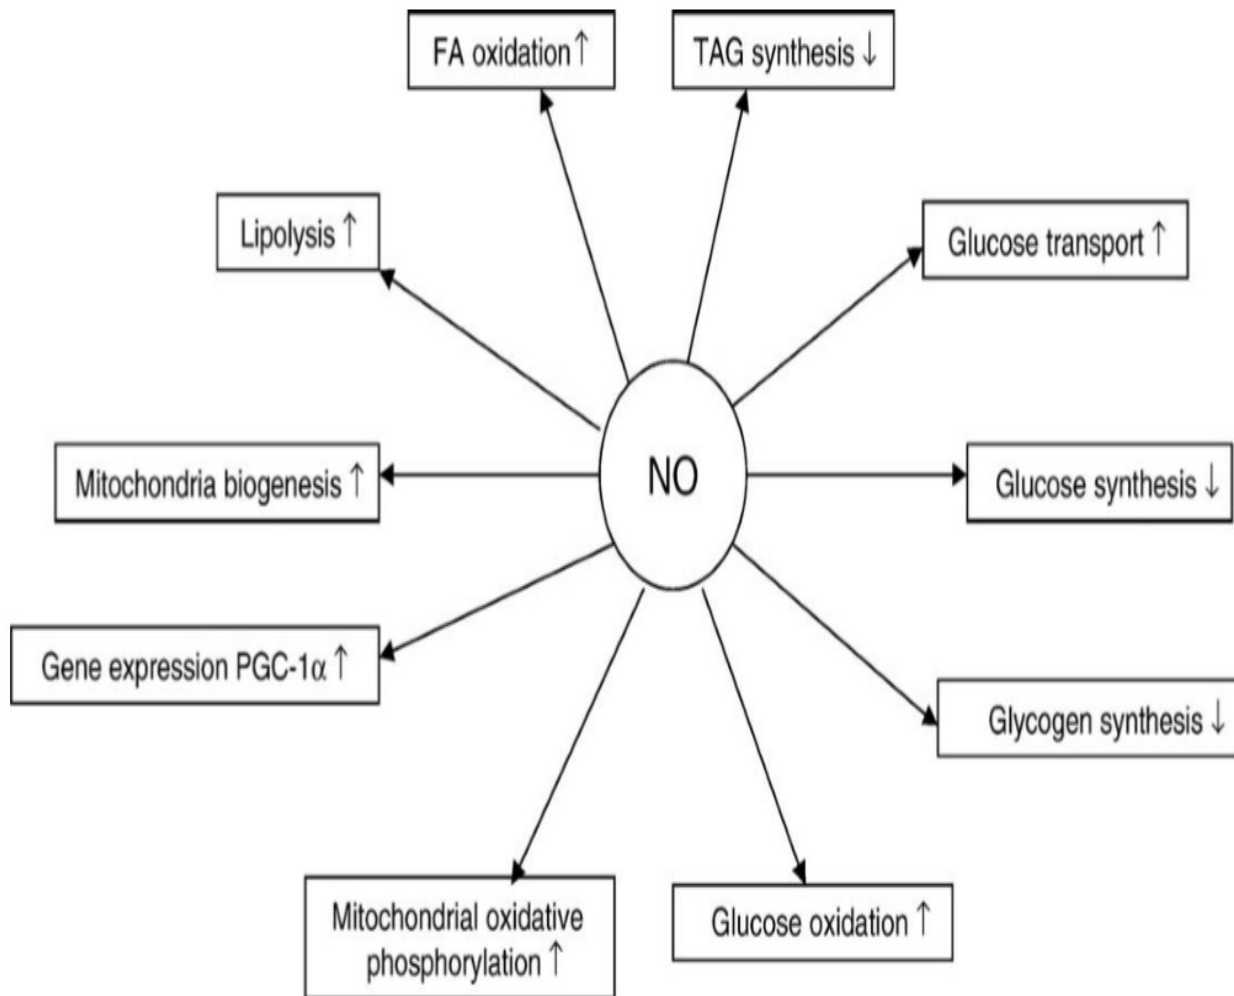 FA oxidation ↑
TAG synthesis ↓
Lipolysis ↑
Glucose transport ↑
NO
Mitochondria biogenesis ↑
Glucose synthesis ↓
Gene expression PGC-1α ↑
Glycogen synthesis ↓
Mitochondrial oxidative
phosphorylation ↑
Glucose oxidation ↑